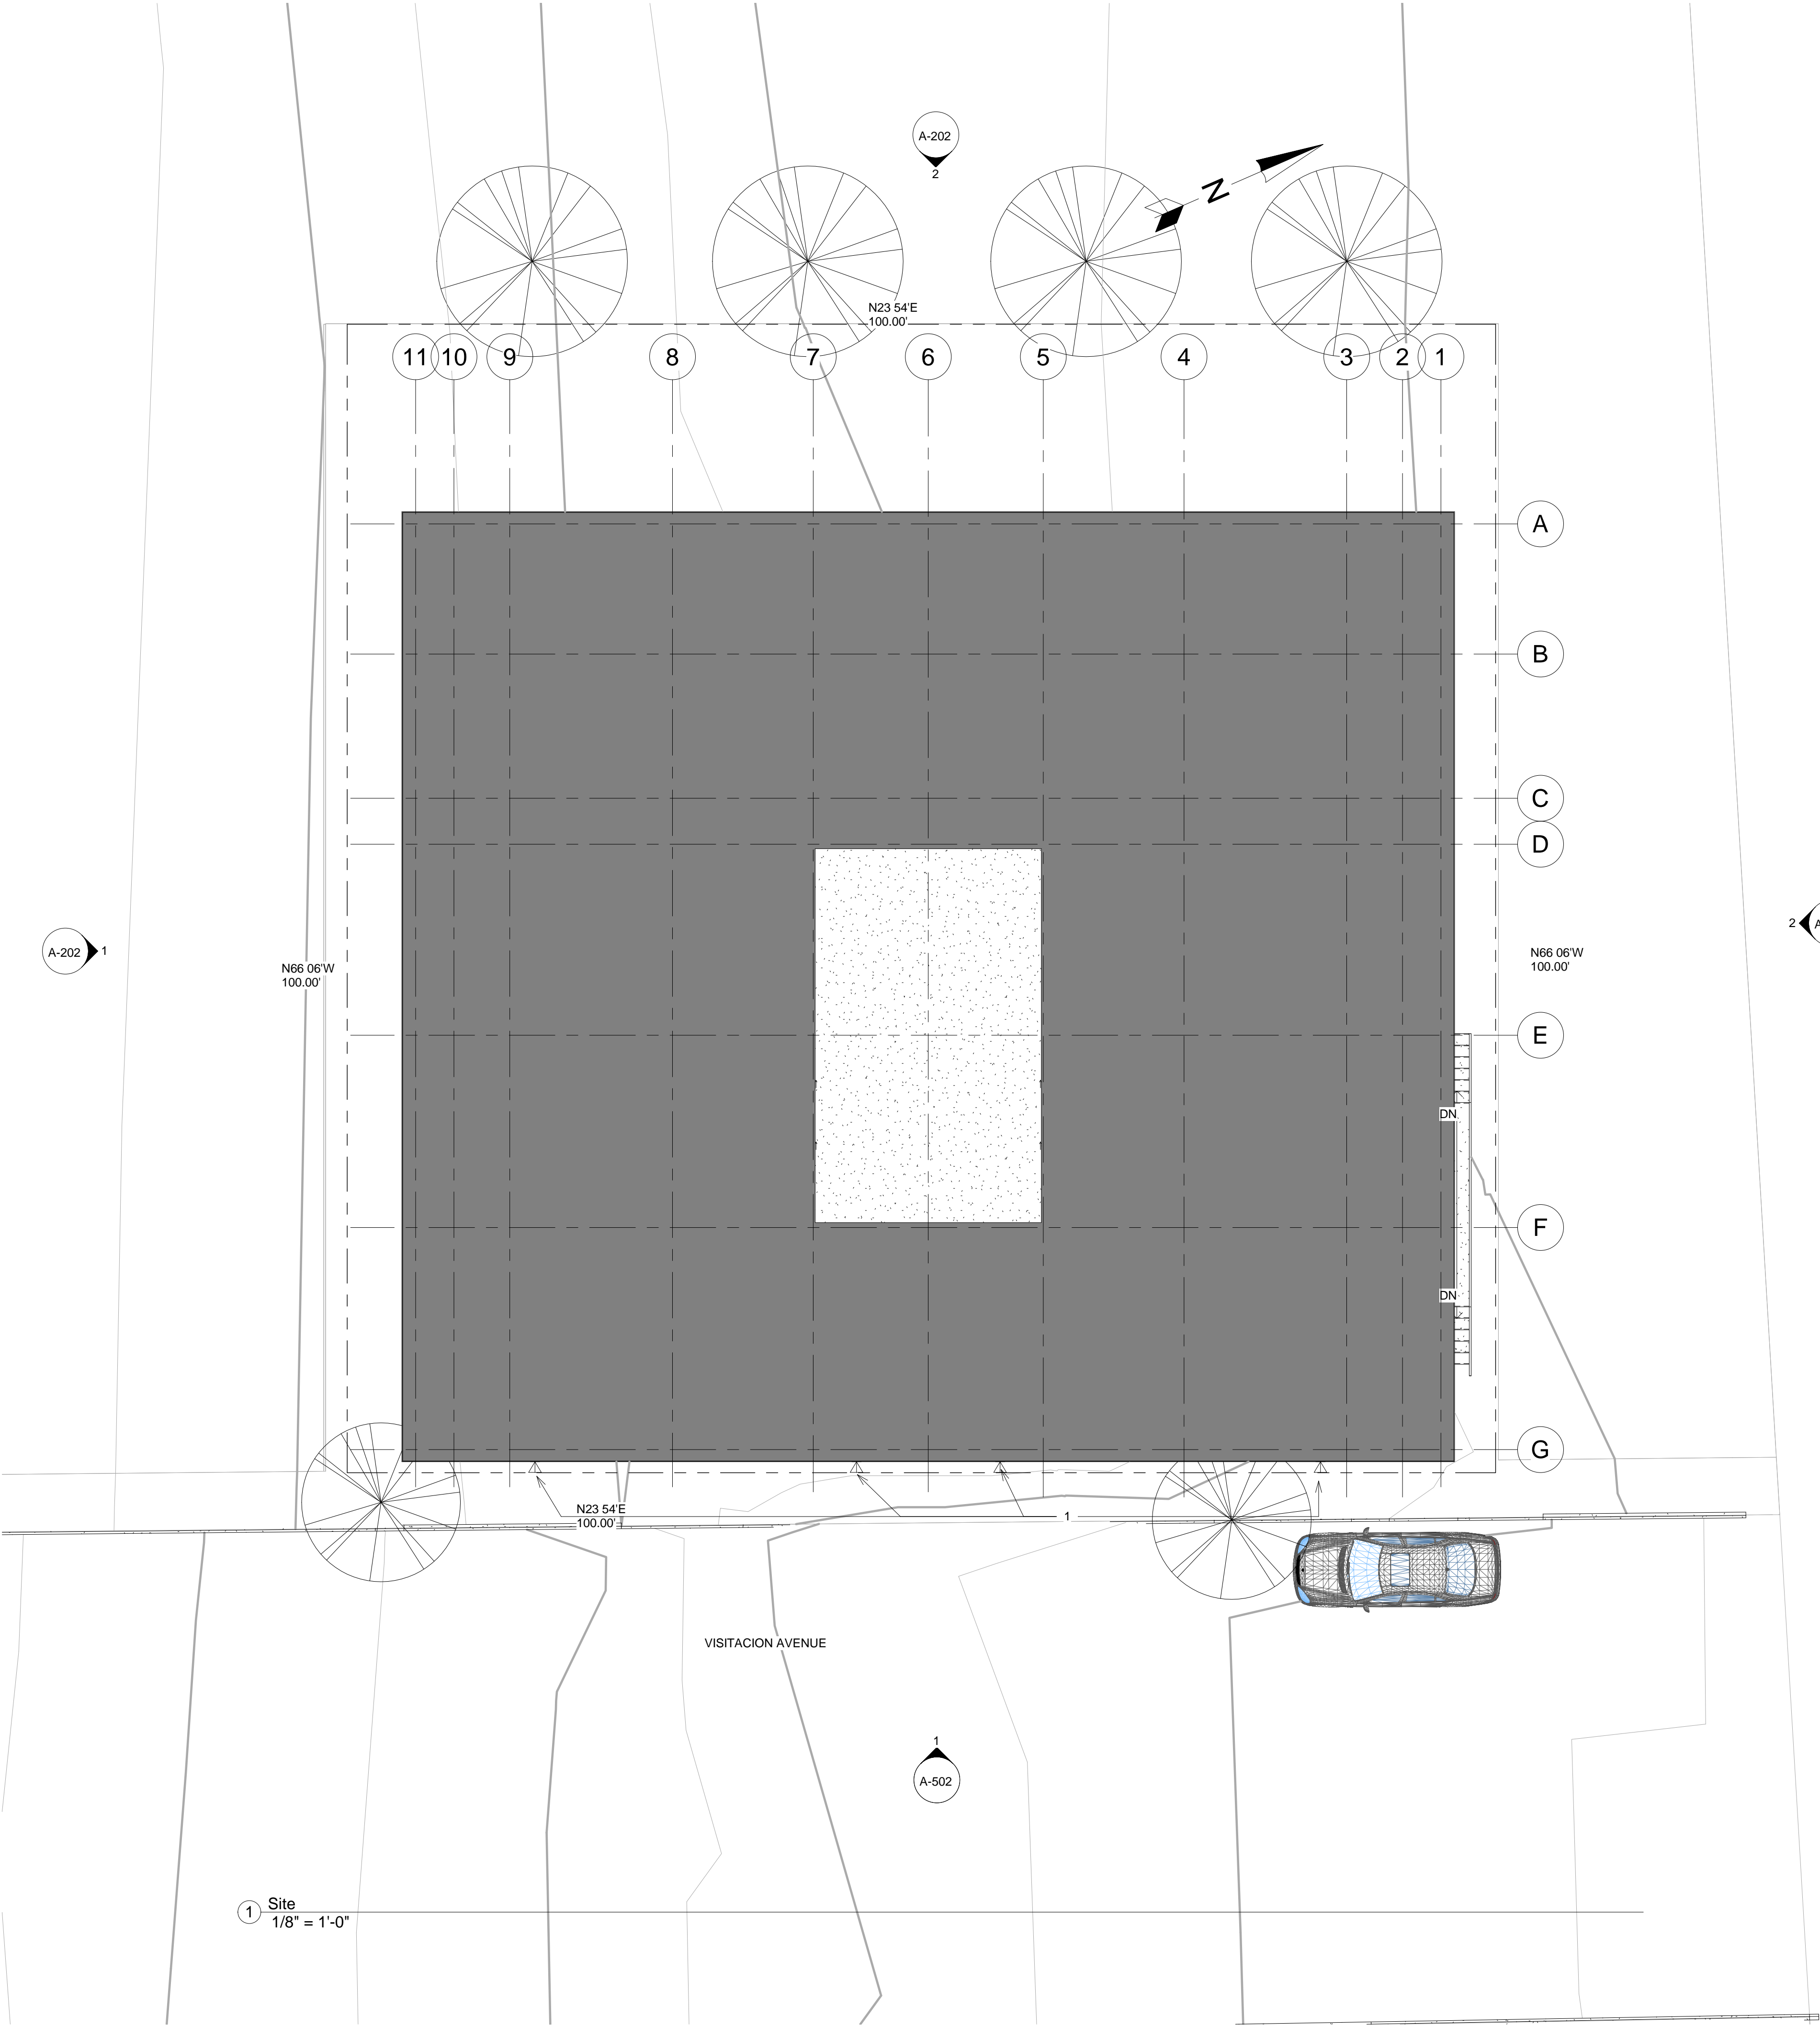 A-202
2
N
N23 54'E
100.00'
11
10
9
8
7
6
5
4
3
2
1
A
B
C
D
A-202
1
2
N66 06'W
100.00'
N66 06'W
100.00'
E
DN
F
DN
G
N23 54'E
100.00'
1
VISITACION AVENUE
1
A-502
1
Site
1/8" = 1'-0"